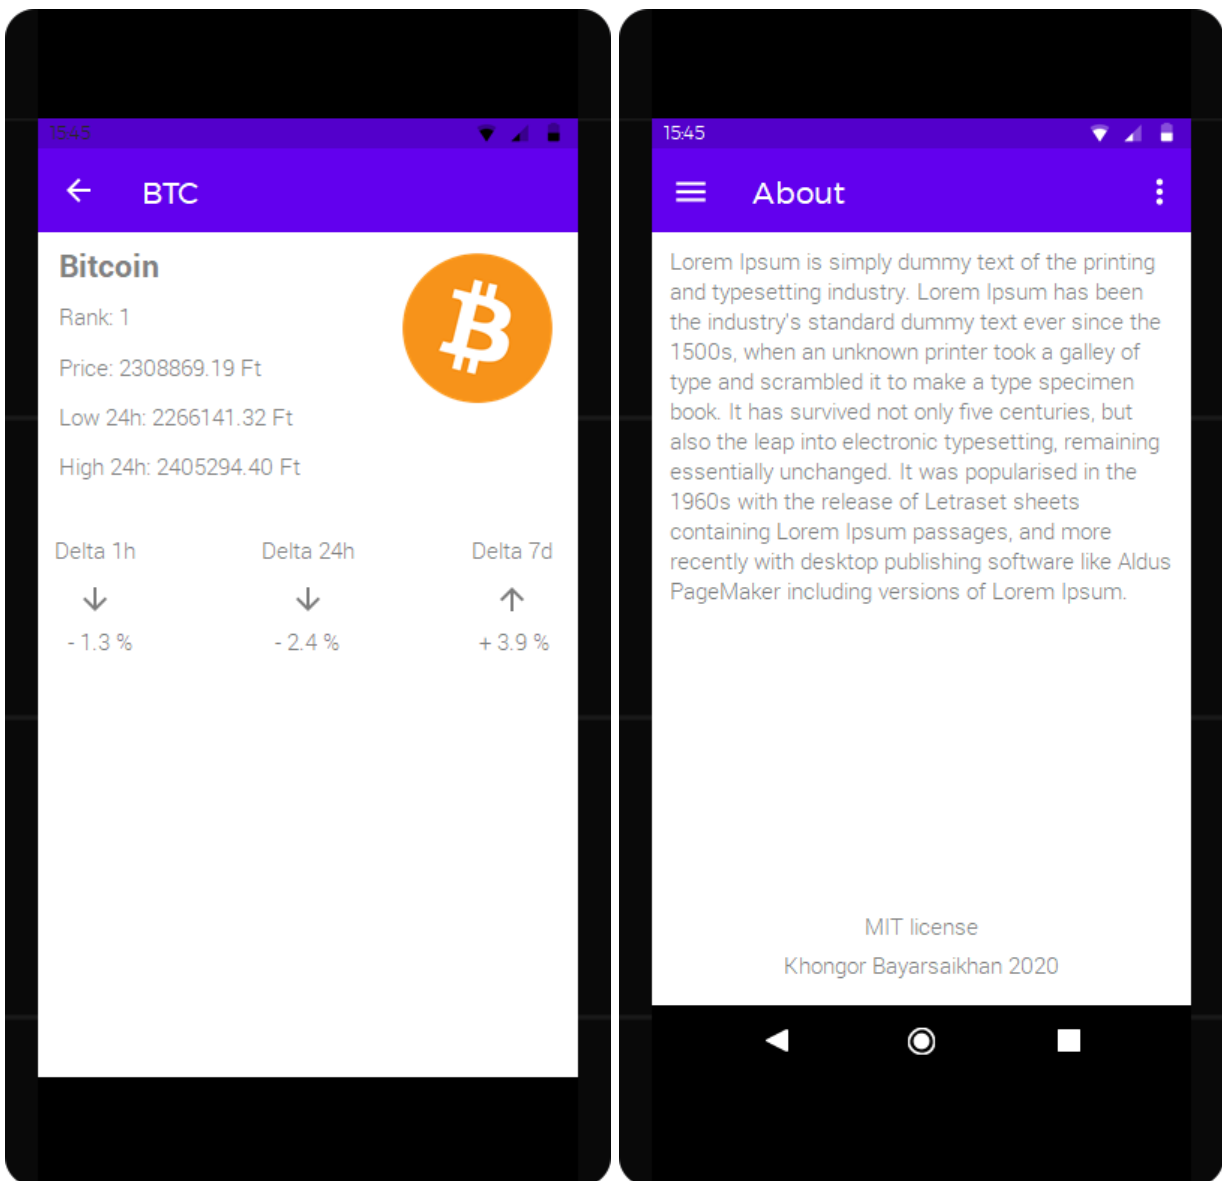 15:45
BTC
Bitcoin
Rank: 1
Price: 2308869.19 Ft
Low 24h: 2266141.32 Ft
High 24h: 2405294.40 Ft
Delta 1h Delta 24h Delta 7d
- 1.3 % - 2.4 % + 3.9 %
15:45
About
Lorem Ipsum is simply dummy text of the printing
and typesetting industry. Lorem Ipsum has been
the industry's standard dummy text ever since the
1500s, when an unknown printer took a galley of
type and scrambled it to make a type specimen
book. It has survived not only five centuries, but
also the leap into electronic typesetting, remaining
essentially unchanged. It was popularised in the
1960s with the release of Letraset sheets
containing Lorem Ipsum passages, and more
recently with desktop publishing software like Aldus
PageMaker including versions of Lorem Ipsum.
MIT license
Khongor Bayarsaikhan 2020